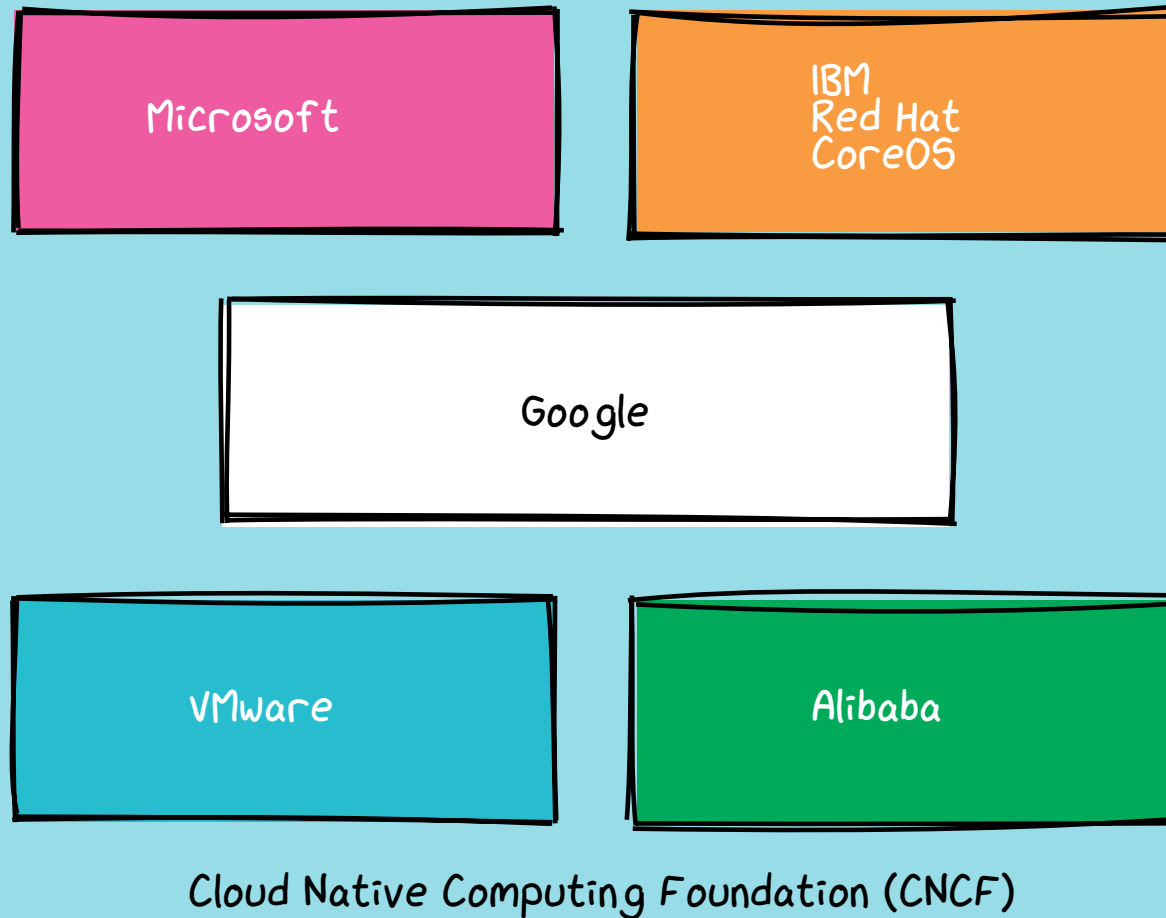 Microsoft
IBM
Red Hat
CoreOS
Google
VMware
Alibaba
Cloud Native Computing Foundation (CNCF)